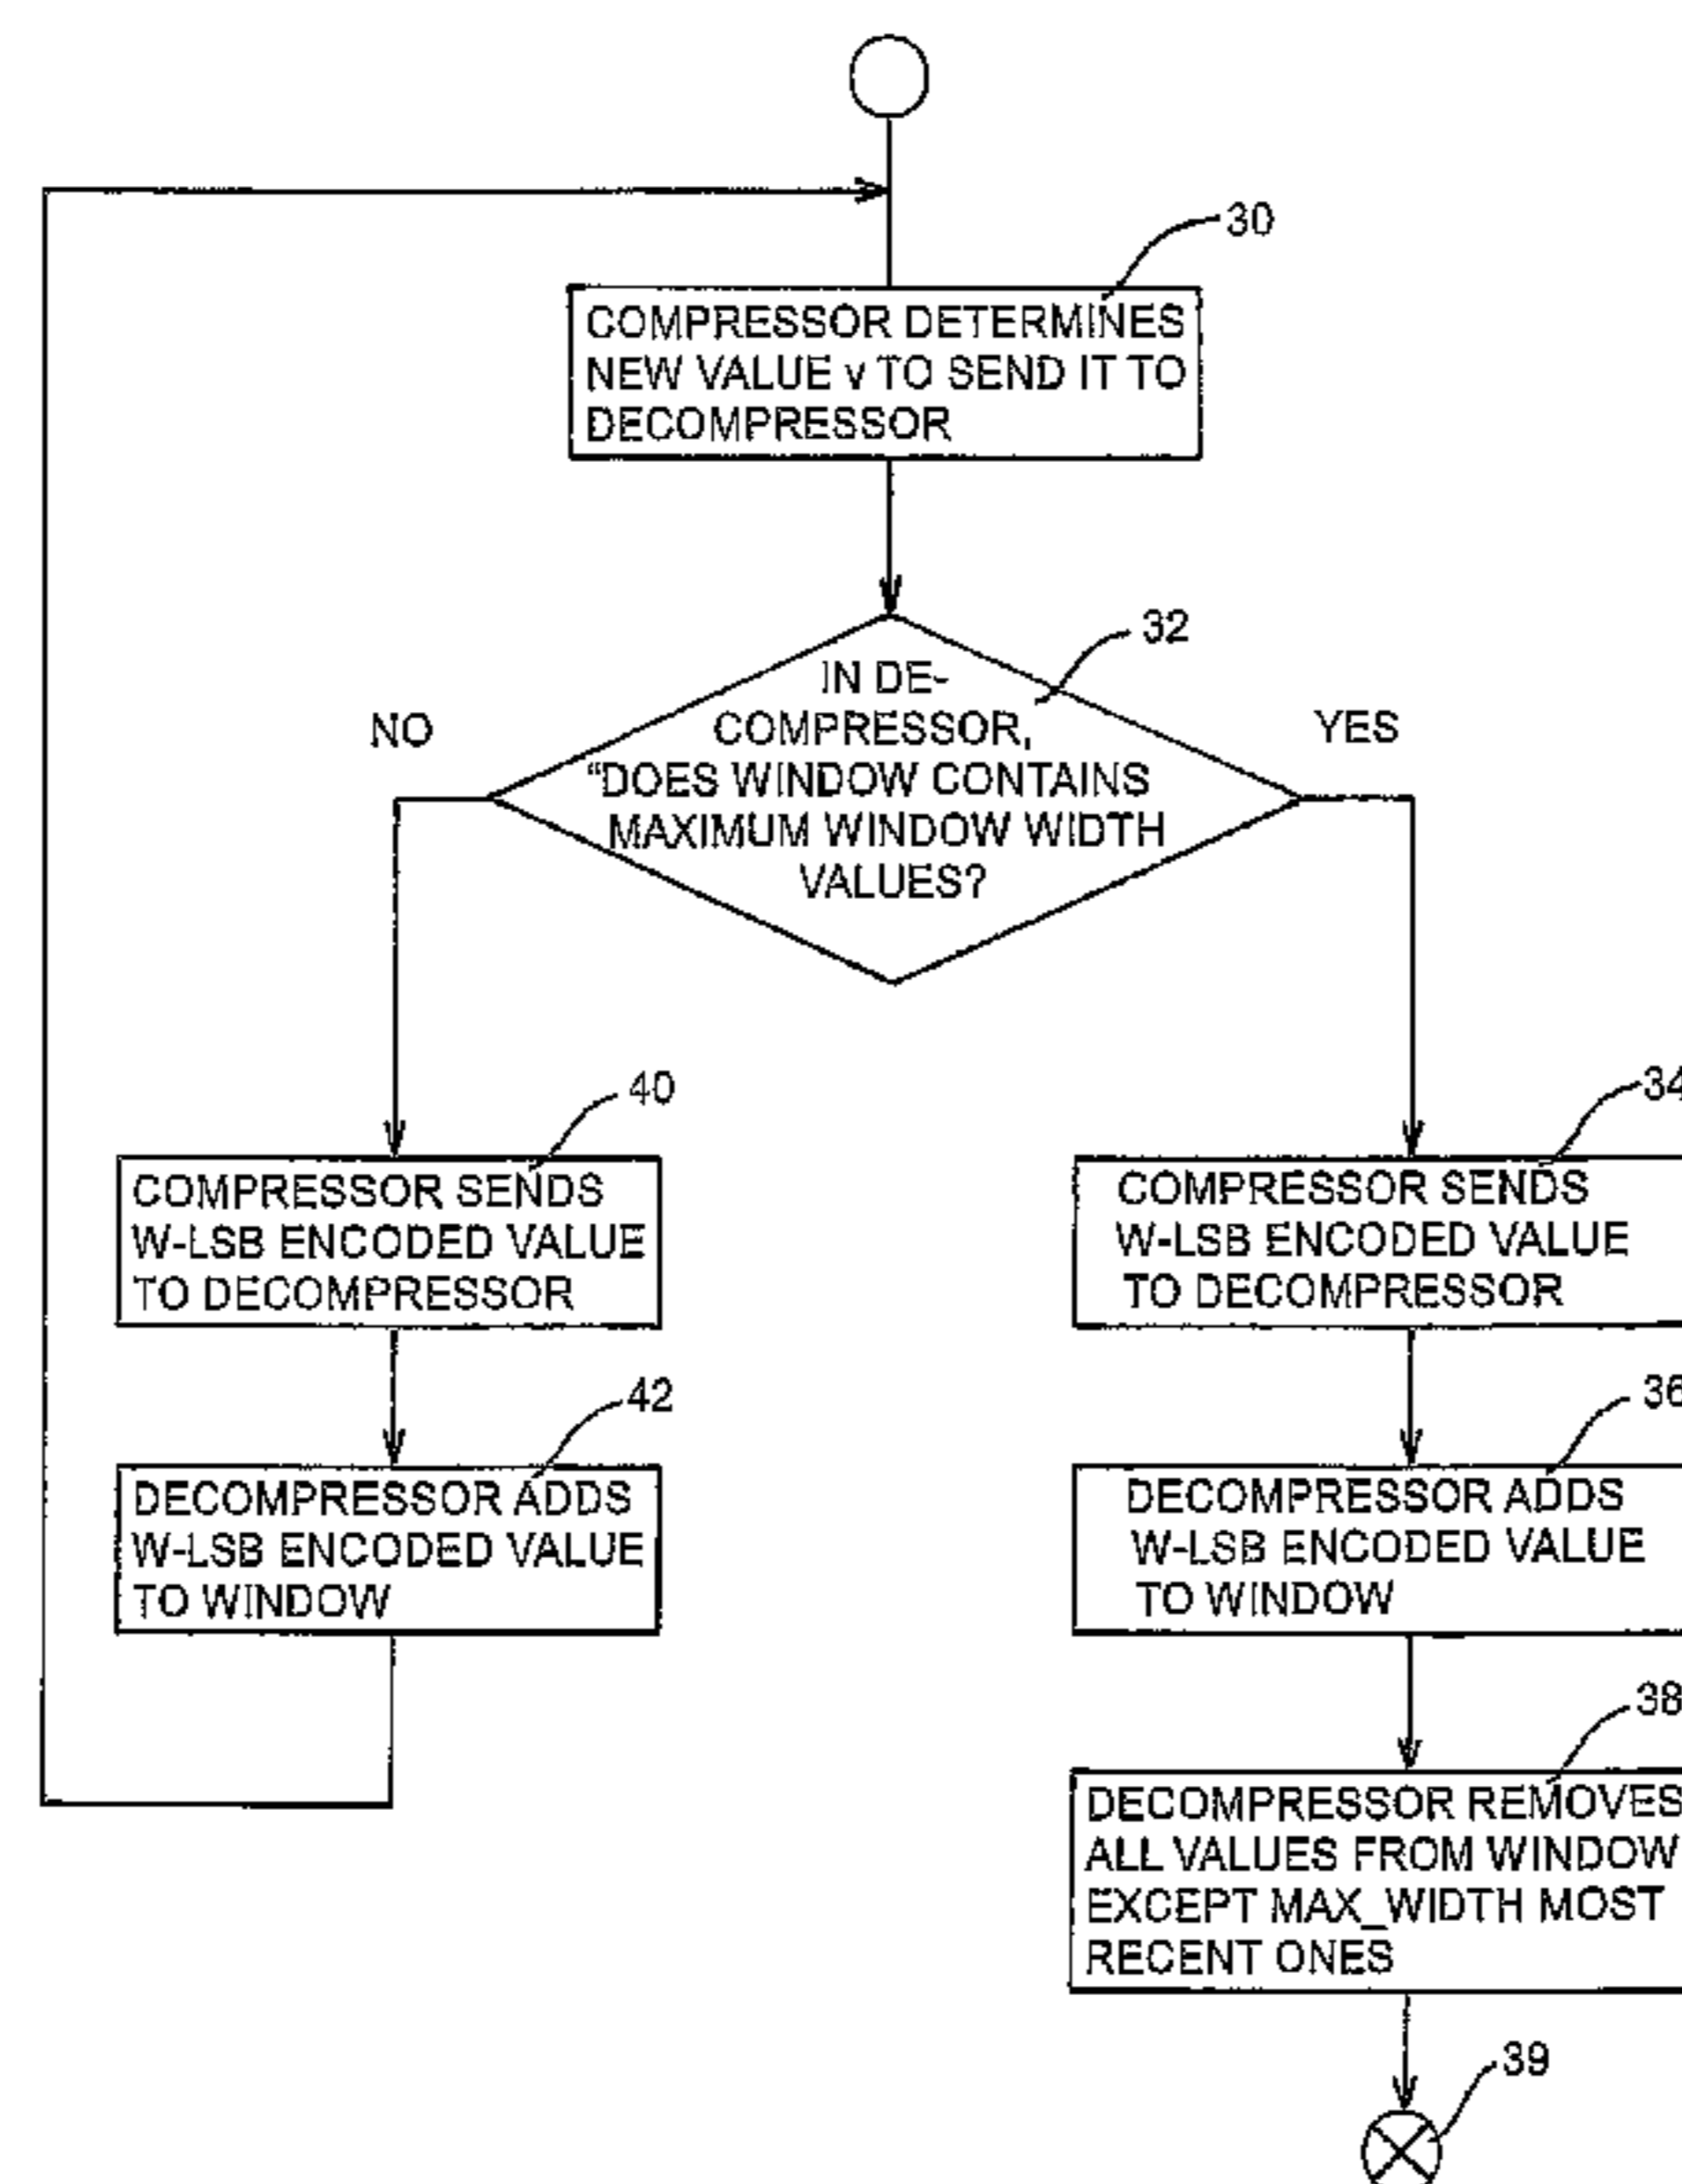 30
COMPRESSOR DETERMINES
NEW VALUE v TO SEND IT TO
DECOMPRESSOR
32
IN DE-
COMPRESSOR,
“DOES WINDOW CONTAINS
MAXIMUM WINDOW WIDTH
VALUES?
NO
YES
40
COMPRESSOR SENDS
W-LSB ENCODED VALUE
TO DECOMPRESSOR
42
DECOMPRESSOR ADDS
W-LSB ENCODED VALUE
TO WINDOW
34
COMPRESSOR SENDS
W-LSB ENCODED VALUE
TO DECOMPRESSOR
36
DECOMPRESSOR ADDS
W-LSB ENCODED VALUE
TO WINDOW
38
DECOMPRESSOR REMOVES
ALL VALUES FROM WINDOW
EXCEPT MAX_WIDTH MOST
RECENT ONES
39